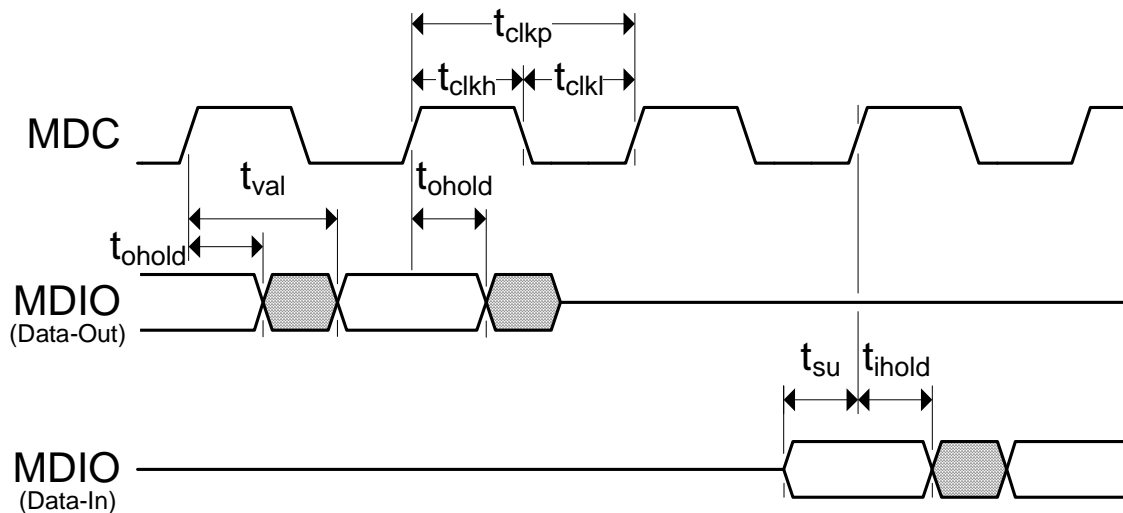 tclkp
tclkh tclkl
MDC
tval tohold
tohold
MDIO
(Data-Out)
tsu tihold
MDIO
(Data-In)